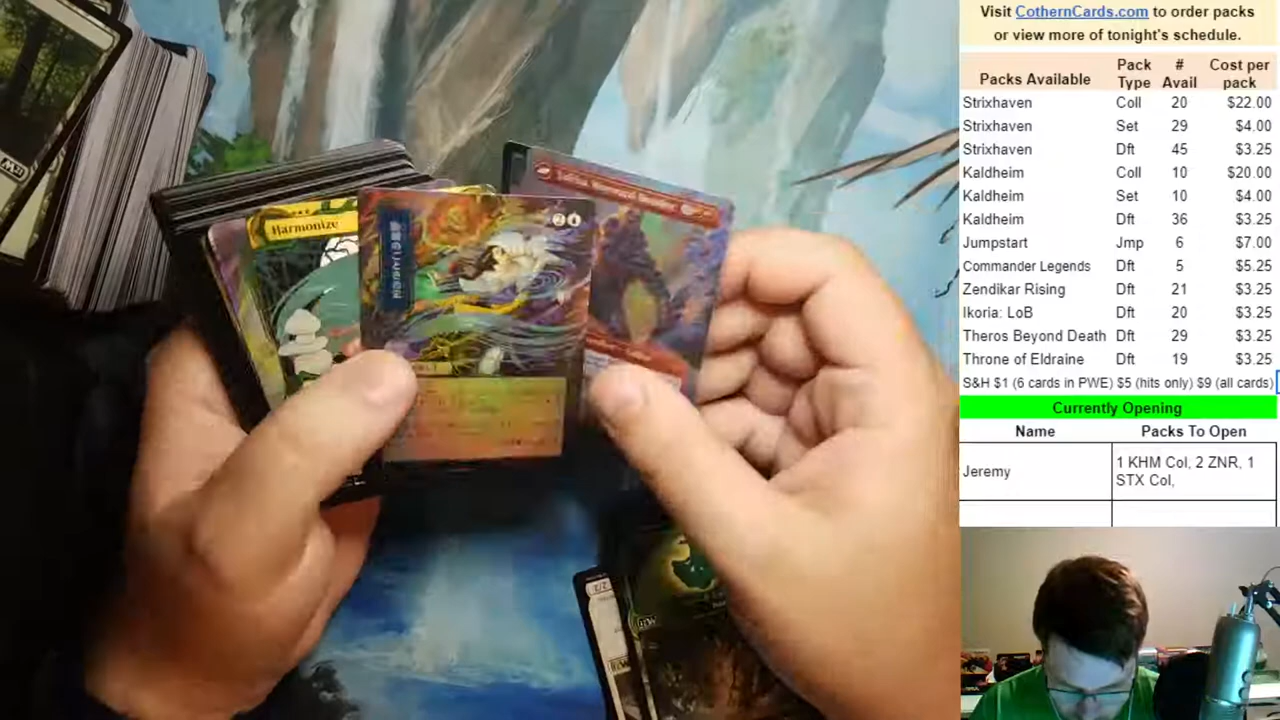 Visit CothernCards.com to order packs
or view more of tonight's schedule.
Packs Available Pack Type # Avail Cost per pack
Strixhaven Coll 20 $22.00
Strixhaven Set 29 $4.00
Strixhaven Dft 45 $3.25
Kaldheim Coll 10 $20.00
Kaldheim Set 10 $4.00
Kaldheim Dft 36 $3.25
Jumpstart Jmp 6 $7.00
Commander Legends Dft 5 $5.25
Zendikar Rising Dft 21 $3.25
Ikoria: LoB Dft 20 $3.25
Theros Beyond Death Dft 29 $3.25
Throne of Eldraine Dft 19 $3.25
S&H $1 (6 cards in PWE) $5 (hits only) $9 (all cards)
Currently Opening
Name Packs To Open
Jeremy 1 KHM Col, 2 ZNR, 1
STX Col,
Harmonize
2